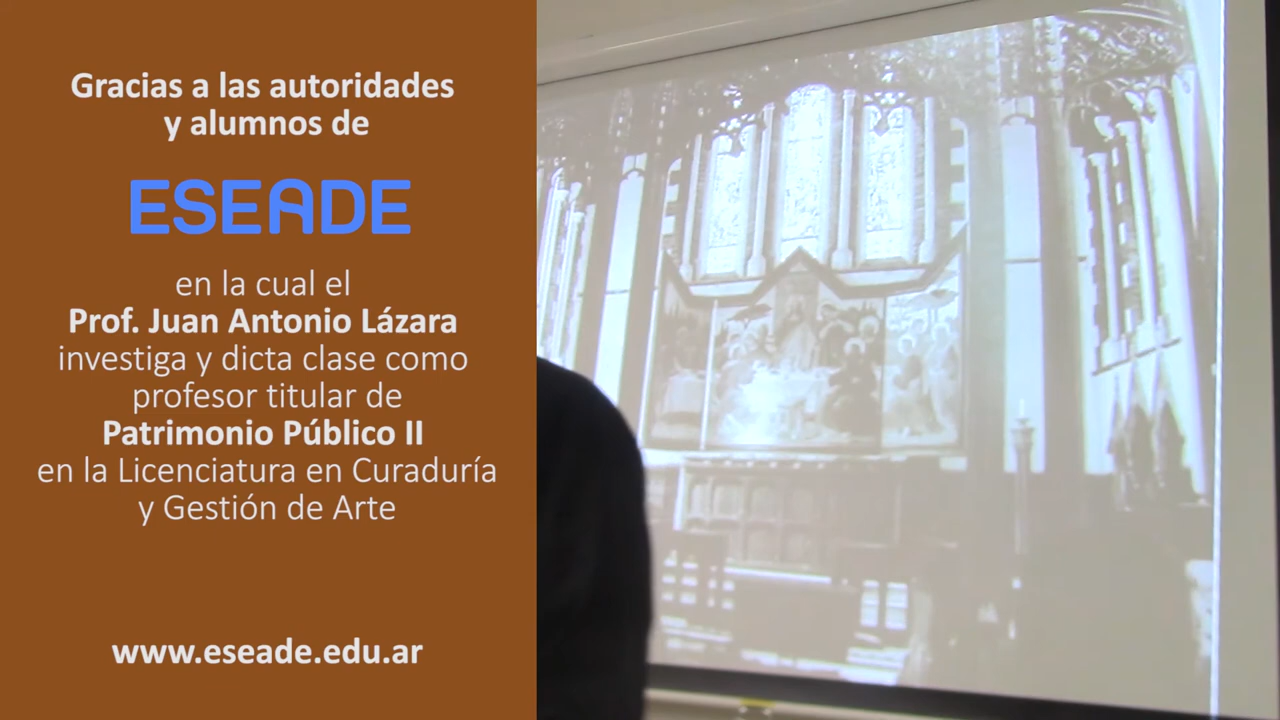 Gracias a las autoridades
y alumnos de
ESEADE
en la cual el
Prof. Juan Antonio Lázara
investiga y dicta clase como
profesor titular de
Patrimonio Público II
en la Licenciatura en Curaduría
y Gestión de Arte
www.eseade.edu.ar